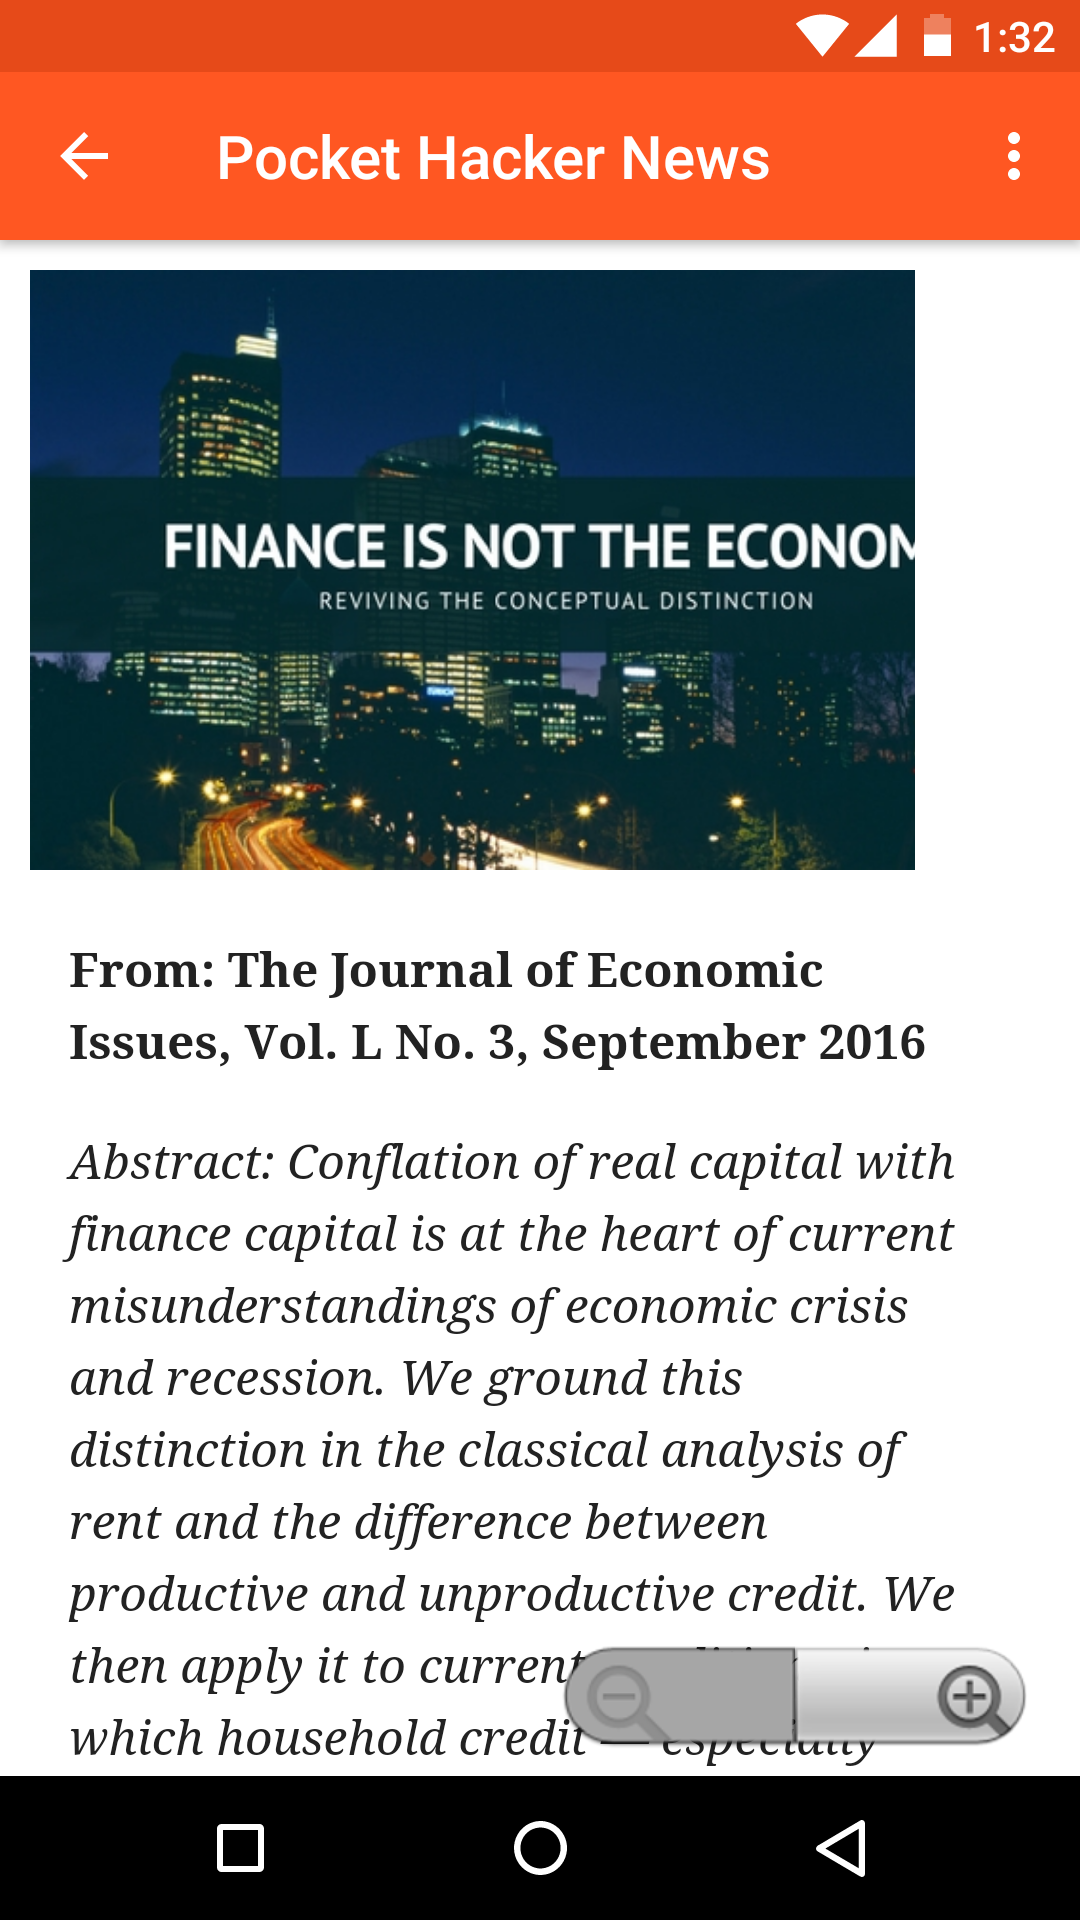 1:32
Pocket Hacker News
FINANCE IS NOT THE ECONOM
REVIVING THE CONCEPTUAL DISTINCTION
From: The Journal of Economic
Issues, Vol. L No. 3, September 2016
Abstract: Conflation of real capital with
finance capital is at the heart of current
misunderstandings of economic crisis
and recession. We ground this
distinction in the classical analysis of
rent and the difference between
productive and unproductive credit. We
then apply it to current
which household credit — especially